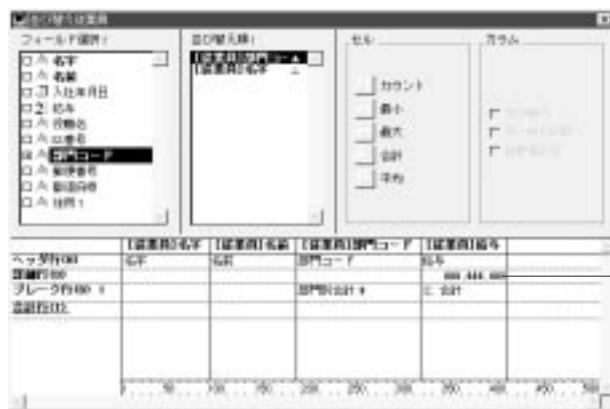 並び替え従業員
フィールド選択：
名字
名前
入社年月日
給与
役職名
部門コード
郵便番号
都道府県
住所1
並び替え順：
[従業員]部門コー
[従業員]名字
セル
カウント
最小
最大
合計
平均
カラム
[従業員]名字 [従業員]名前 [従業員]部門コード [従業員]給与
ヘッダ行(H) 名字 名前 部門コード 給与
詳細行(D) ###,###,###
ブレーク行(B) 1 部門別合計 # 合計
合計行(T)
0 50 100 150 200 250 300 350 400 450 500